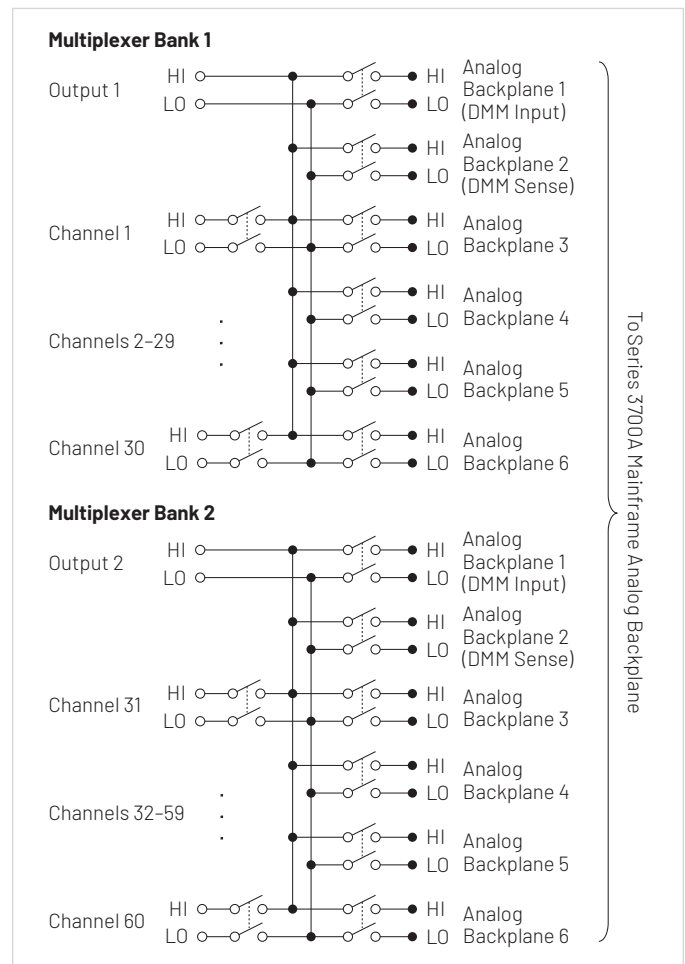 Multiplexer Bank 1
Output 1
HI
LO
HI
LO
Analog
Backplane 1
(DMM Input)
HI
LO
Analog
Backplane 2
(DMM Sense)
Channel 1
HI
LO
HI
LO
Analog
Backplane 3
HI
LO
Analog
Backplane 4
Channels 2–29
HI
LO
Analog
Backplane 5
Channel 30
HI
LO
HI
LO
Analog
Backplane 6
Multiplexer Bank 2
Output 2
HI
LO
HI
LO
Analog
Backplane 1
(DMM Input)
HI
LO
Analog
Backplane 2
(DMM Sense)
Channel 31
HI
LO
HI
LO
Analog
Backplane 3
HI
LO
Analog
Backplane 4
Channels 32–59
HI
LO
Analog
Backplane 5
Channel 60
HI
LO
HI
LO
Analog
Backplane 6
ToSeries 3700A Mainframe Analog Backplane